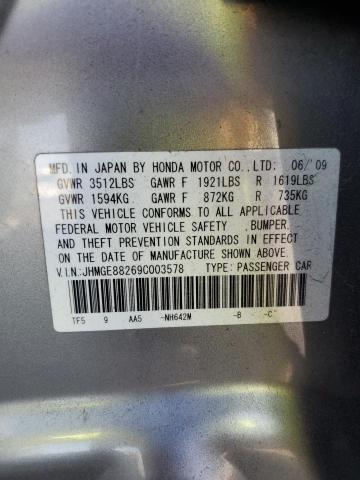 MFD.IN JAPAN BY HONDA MOTOR CO.,LTD. 06/09
GVWR 3512LBS GAWR F 1921LBS R 1619LBS
GVWR 1594KG GAWR F 872KG R 735KG
THIS VEHICLE CONFORMS TO ALL APPLICABLE
FEDERAL MOTOR VEHICLE SAFETY ,BUMPER,
AND THEFT PREVENTION STANDARDS IN EFFECT
ON THE DATE OF MANUFACTURE SHOWN ABOVE.
V.I.N:JHMGE88269C003578 TYPE: PASSENGER CAR
TF5 9 AA5 -NH642M -B -C